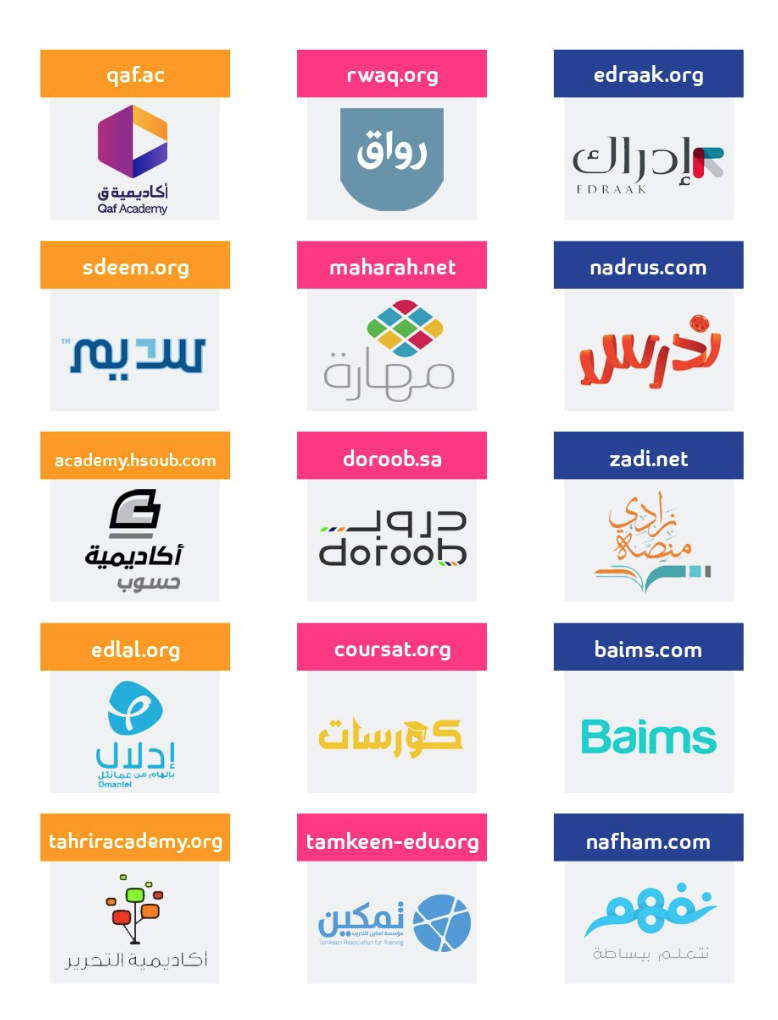 qaf.ac
أكاديمية ق
Qaf Academy
rwaq.org
رواق
edraak.org
إدراك
EDRAAK
sdeem.org
سديم
TM
maharah.net
مهارة
nadrus.com
ندرس
academy.hsoub.com
أكاديمية
حسوب
doroob.sa
دروب
doroob
zadi.net
زادي
منصة
edlal.org
إدلال
بإلهام من عمانتل
Omantel
coursat.org
كورسات
baims.com
Baims
tahriracademy.org
أكاديمية التحرير
tamkeen-edu.org
تمكين
مؤسسة تمكين للتدريب
Tamkeen Association for Training
nafham.com
نفهم
نتعلم ببساطة